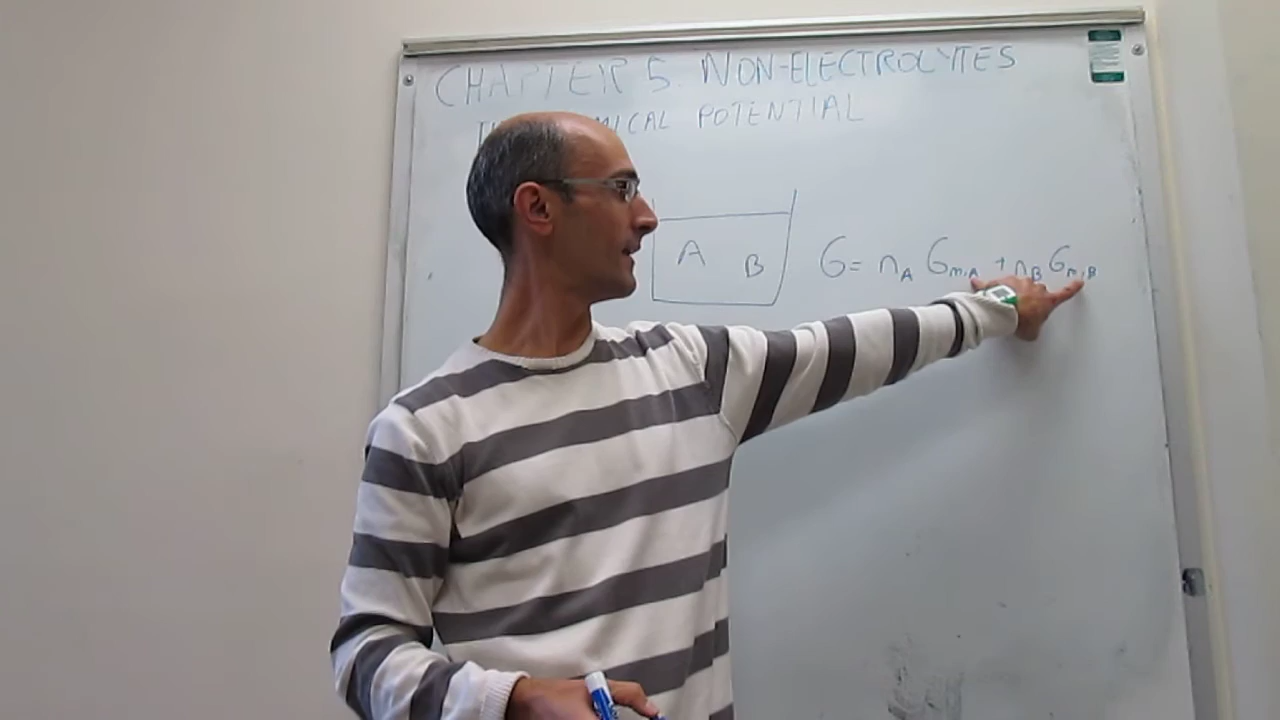 CHAPTER 5. NON-ELECTROLYTES
POTENTIAL
A B
G = nA Gm,A + nB Gm,B